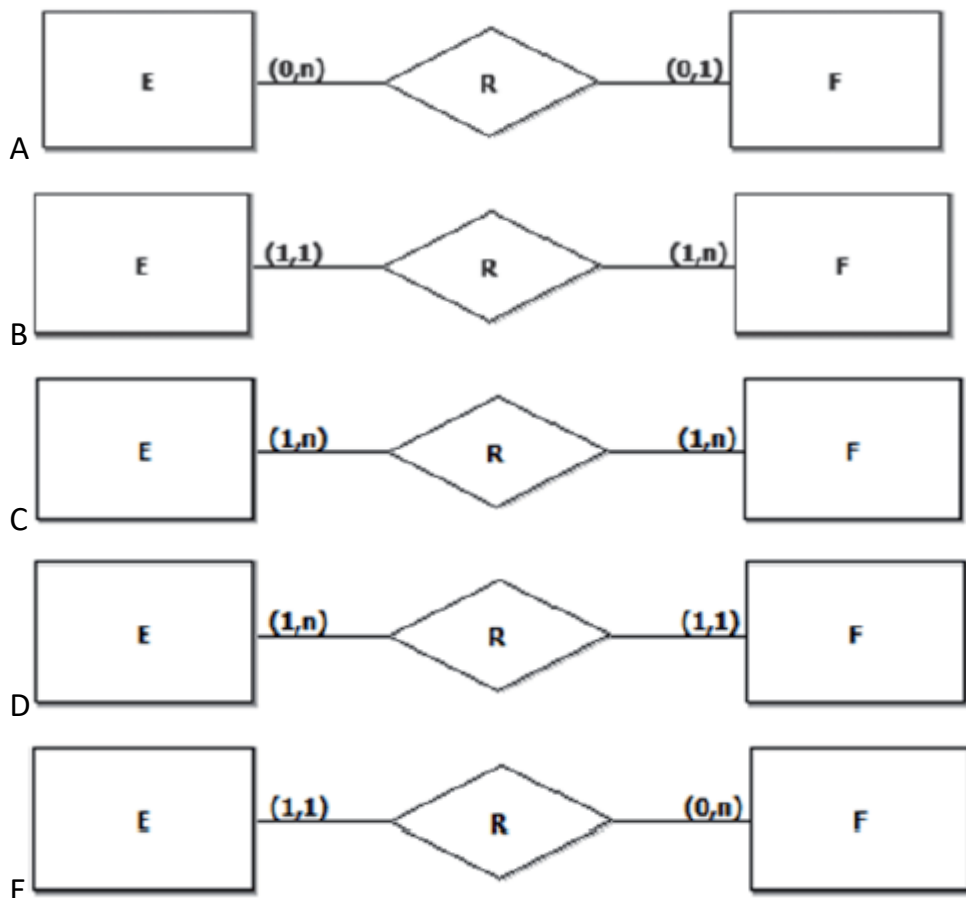 E (0,n) R (0,1) F
A
E (1,1) R (1,n) F
B
E (1,n) R (1,n) F
C
E (1,n) R (1,1) F
D
E (1,1) R (0,n) F
E